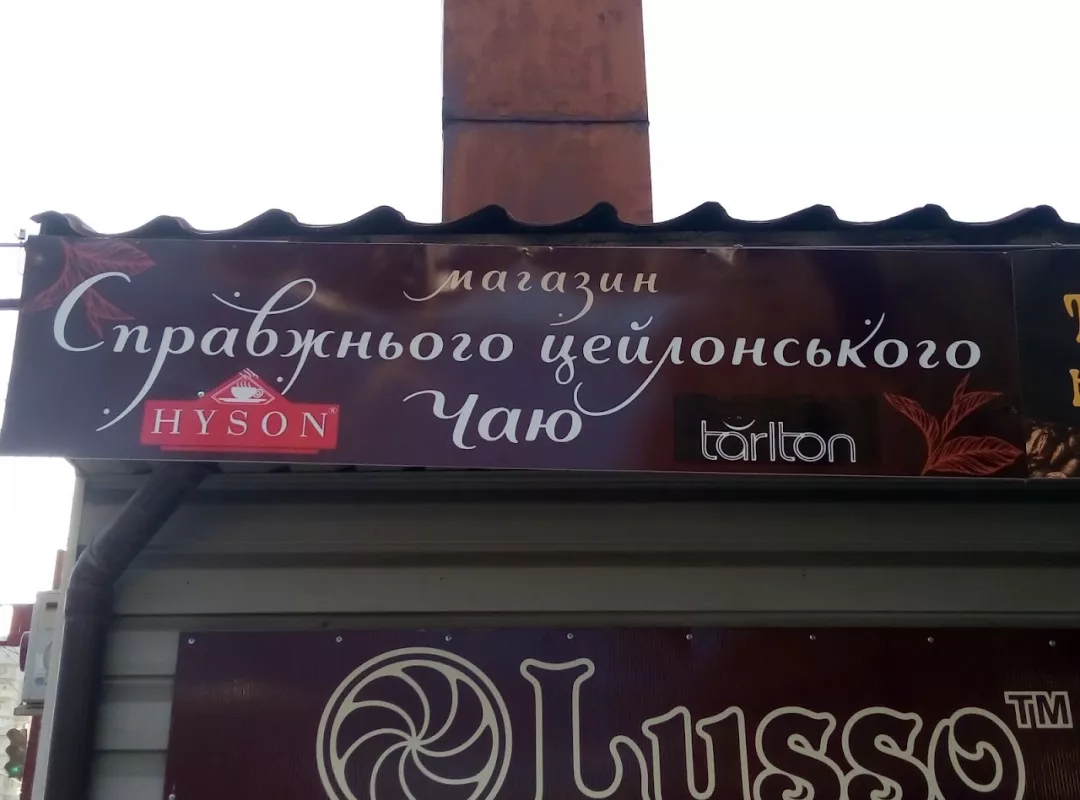 магазин
Справжнього цейлонського
Чаю
HYSON®
tarlton
Lusso™